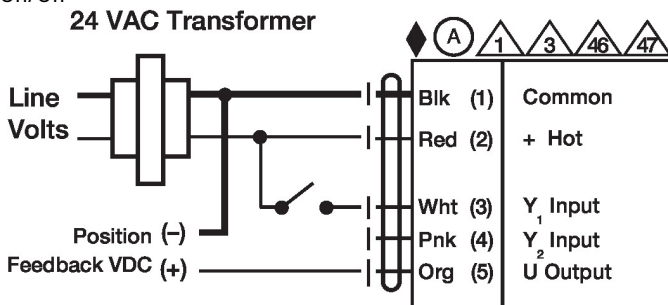 24 VAC Transformer
A 1 3 46 47
Line
Volts
Blk (1) Common
Red (2) + Hot
Wht (3) Y1 Input
Pnk (4) Y2 Input
Org (5) U Output
Position (–)
Feedback VDC (+)